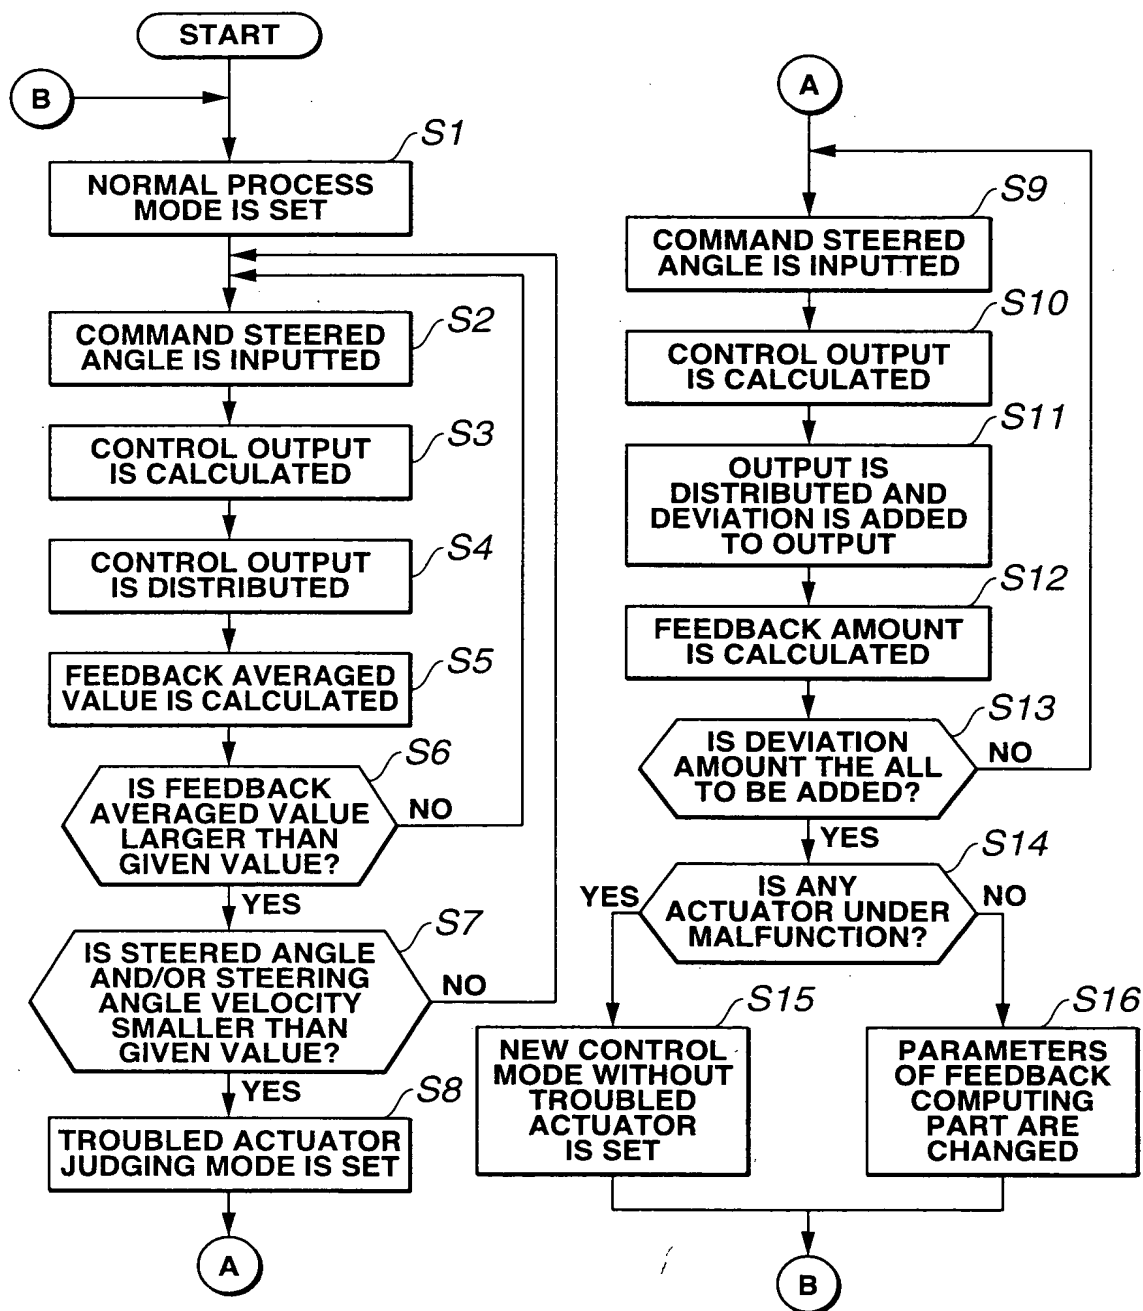 START
B
S1
NORMAL PROCESS
MODE IS SET
S2
COMMAND STEERED
ANGLE IS INPUTTED
S3
CONTROL OUTPUT
IS CALCULATED
S4
CONTROL OUTPUT
IS DISTRIBUTED
S5
FEEDBACK AVERAGED
VALUE IS CALCULATED
S6
IS FEEDBACK
AVERAGED VALUE
LARGER THAN
GIVEN VALUE?
NO
YES
S7
IS STEERED ANGLE
AND/OR STEERING
ANGLE VELOCITY
SMALLER THAN
GIVEN VALUE?
NO
YES
S8
TROUBLED ACTUATOR
JUDGING MODE IS SET
A
A
S9
COMMAND STEERED
ANGLE IS INPUTTED
S10
CONTROL OUTPUT
IS CALCULATED
S11
OUTPUT IS
DISTRIBUTED AND
DEVIATION IS ADDED
TO OUTPUT
S12
FEEDBACK AMOUNT
IS CALCULATED
S13
IS DEVIATION
AMOUNT THE ALL
TO BE ADDED?
NO
YES
S14
IS ANY
ACTUATOR UNDER
MALFUNCTION?
YES
NO
S15
NEW CONTROL
MODE WITHOUT
TROUBLED
ACTUATOR
IS SET
S16
PARAMETERS
OF FEEDBACK
COMPUTING
PART ARE
CHANGED
B